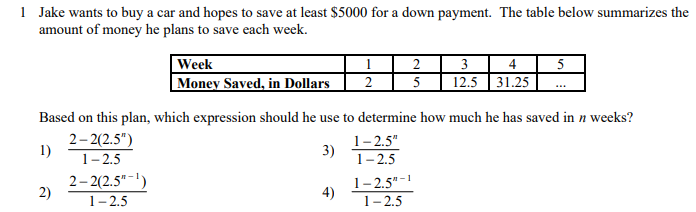 1 Jake wants to buy a car and hopes to save at least $5000 for a down payment. The table below summarizes the
amount of money he plans to save each week.
Week 1 2 3 4 5
Money Saved, in Dollars 2 5 12.5 31.25 ...
Based on this plan, which expression should he use to determine how much he has saved in n weeks?
1) \frac{2-2(2.5^n)}{1-2.5}
2) \frac{2-2(2.5^{n-1})}{1-2.5}
3) \frac{1-2.5^n}{1-2.5}
4) \frac{1-2.5^{n-1}}{1-2.5}